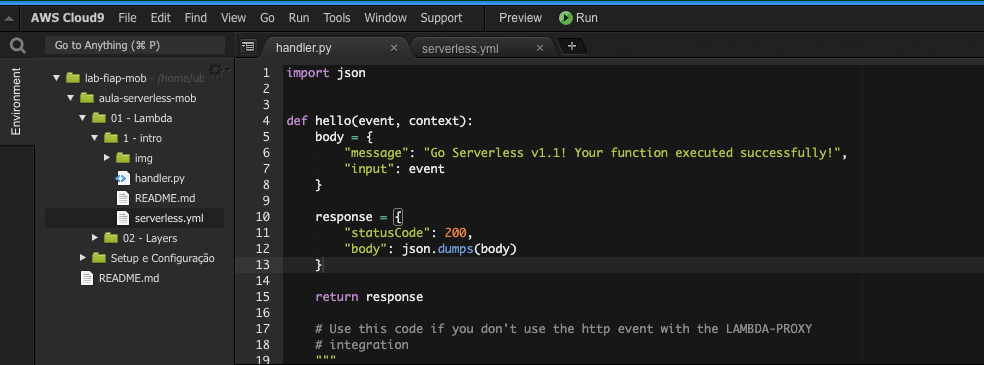 AWS Cloud9 File Edit Find View Go Run Tools Window Support Preview Run
Go to Anything (⌘ P)
handler.py
serverless.yml
Environment
lab-fiap-mob - /home/ub
aula-serverless-mob
01 - Lambda
1 - intro
img
handler.py
README.md
serverless.yml
02 - Layers
Setup e Configuração
README.md
1 import json
2
3
4 def hello(event, context):
5     body = {
6         "message": "Go Serverless v1.1! Your function executed successfully!",
7         "input": event
8     }
9
10     response = {
11         "statusCode": 200,
12         "body": json.dumps(body)
13     }
14
15     return response
16
17     # Use this code if you don't use the http event with the LAMBDA-PROXY
18     # integration
19     """